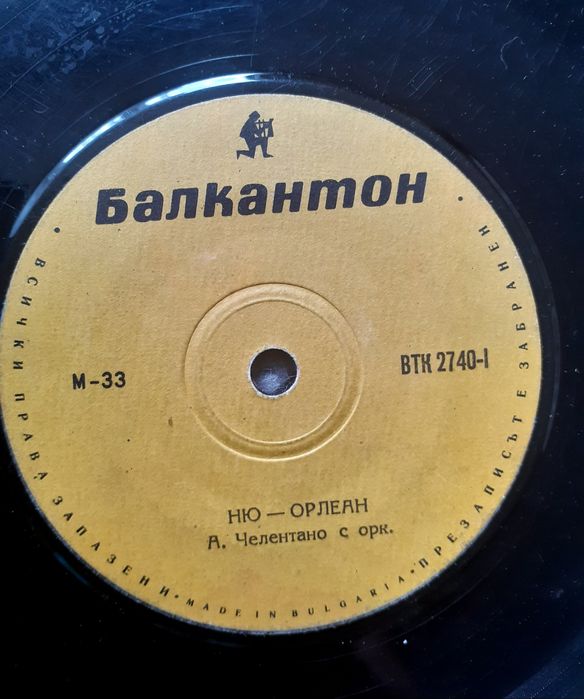 Балкантон
М-33
ВТК 2740-I
НЮ — ОРЛЕАН
А. Челентано с орк.
• ВСИЧКИ ПРАВА ЗАПАЗЕНИ • MADE IN BULGARIA • ПРЕЗАПИСЪТ Е ЗАБРАНЕН •